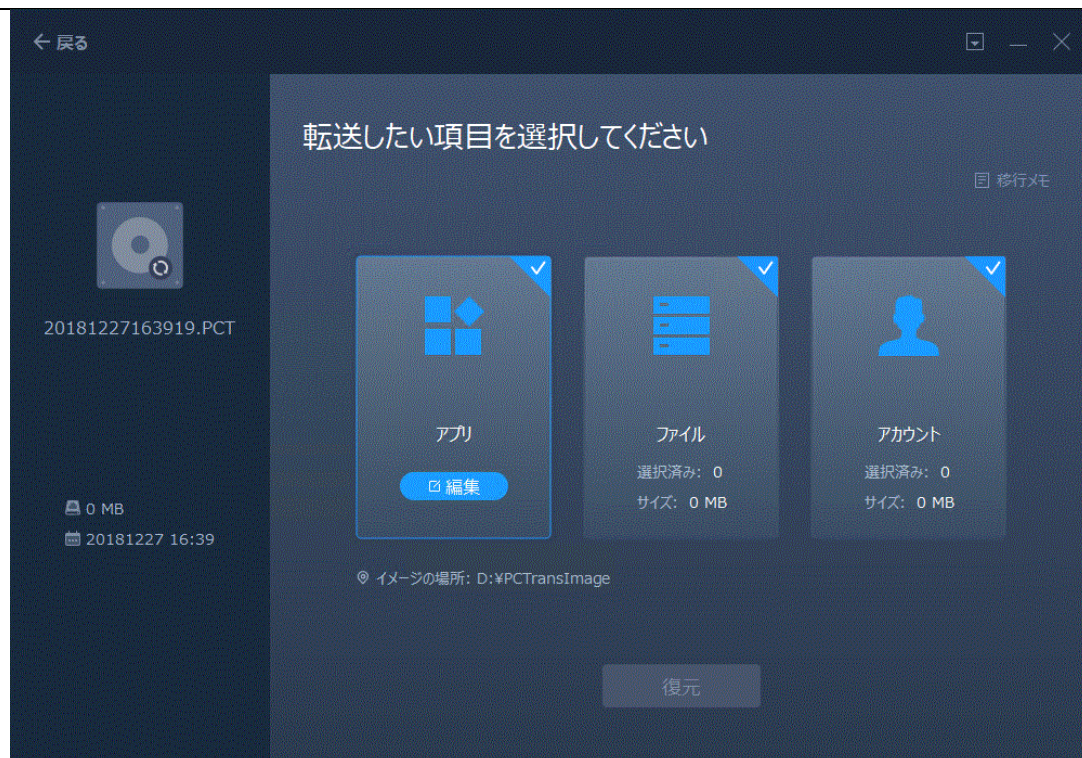 戻る
転送したい項目を選択してください
移行メモ
20181227163919.PCT
0 MB
20181227 16:39
アプリ
編集
ファイル
選択済み: 0
サイズ: 0 MB
アカウント
選択済み: 0
サイズ: 0 MB
イメージの場所: D:¥PCTransImage
復元